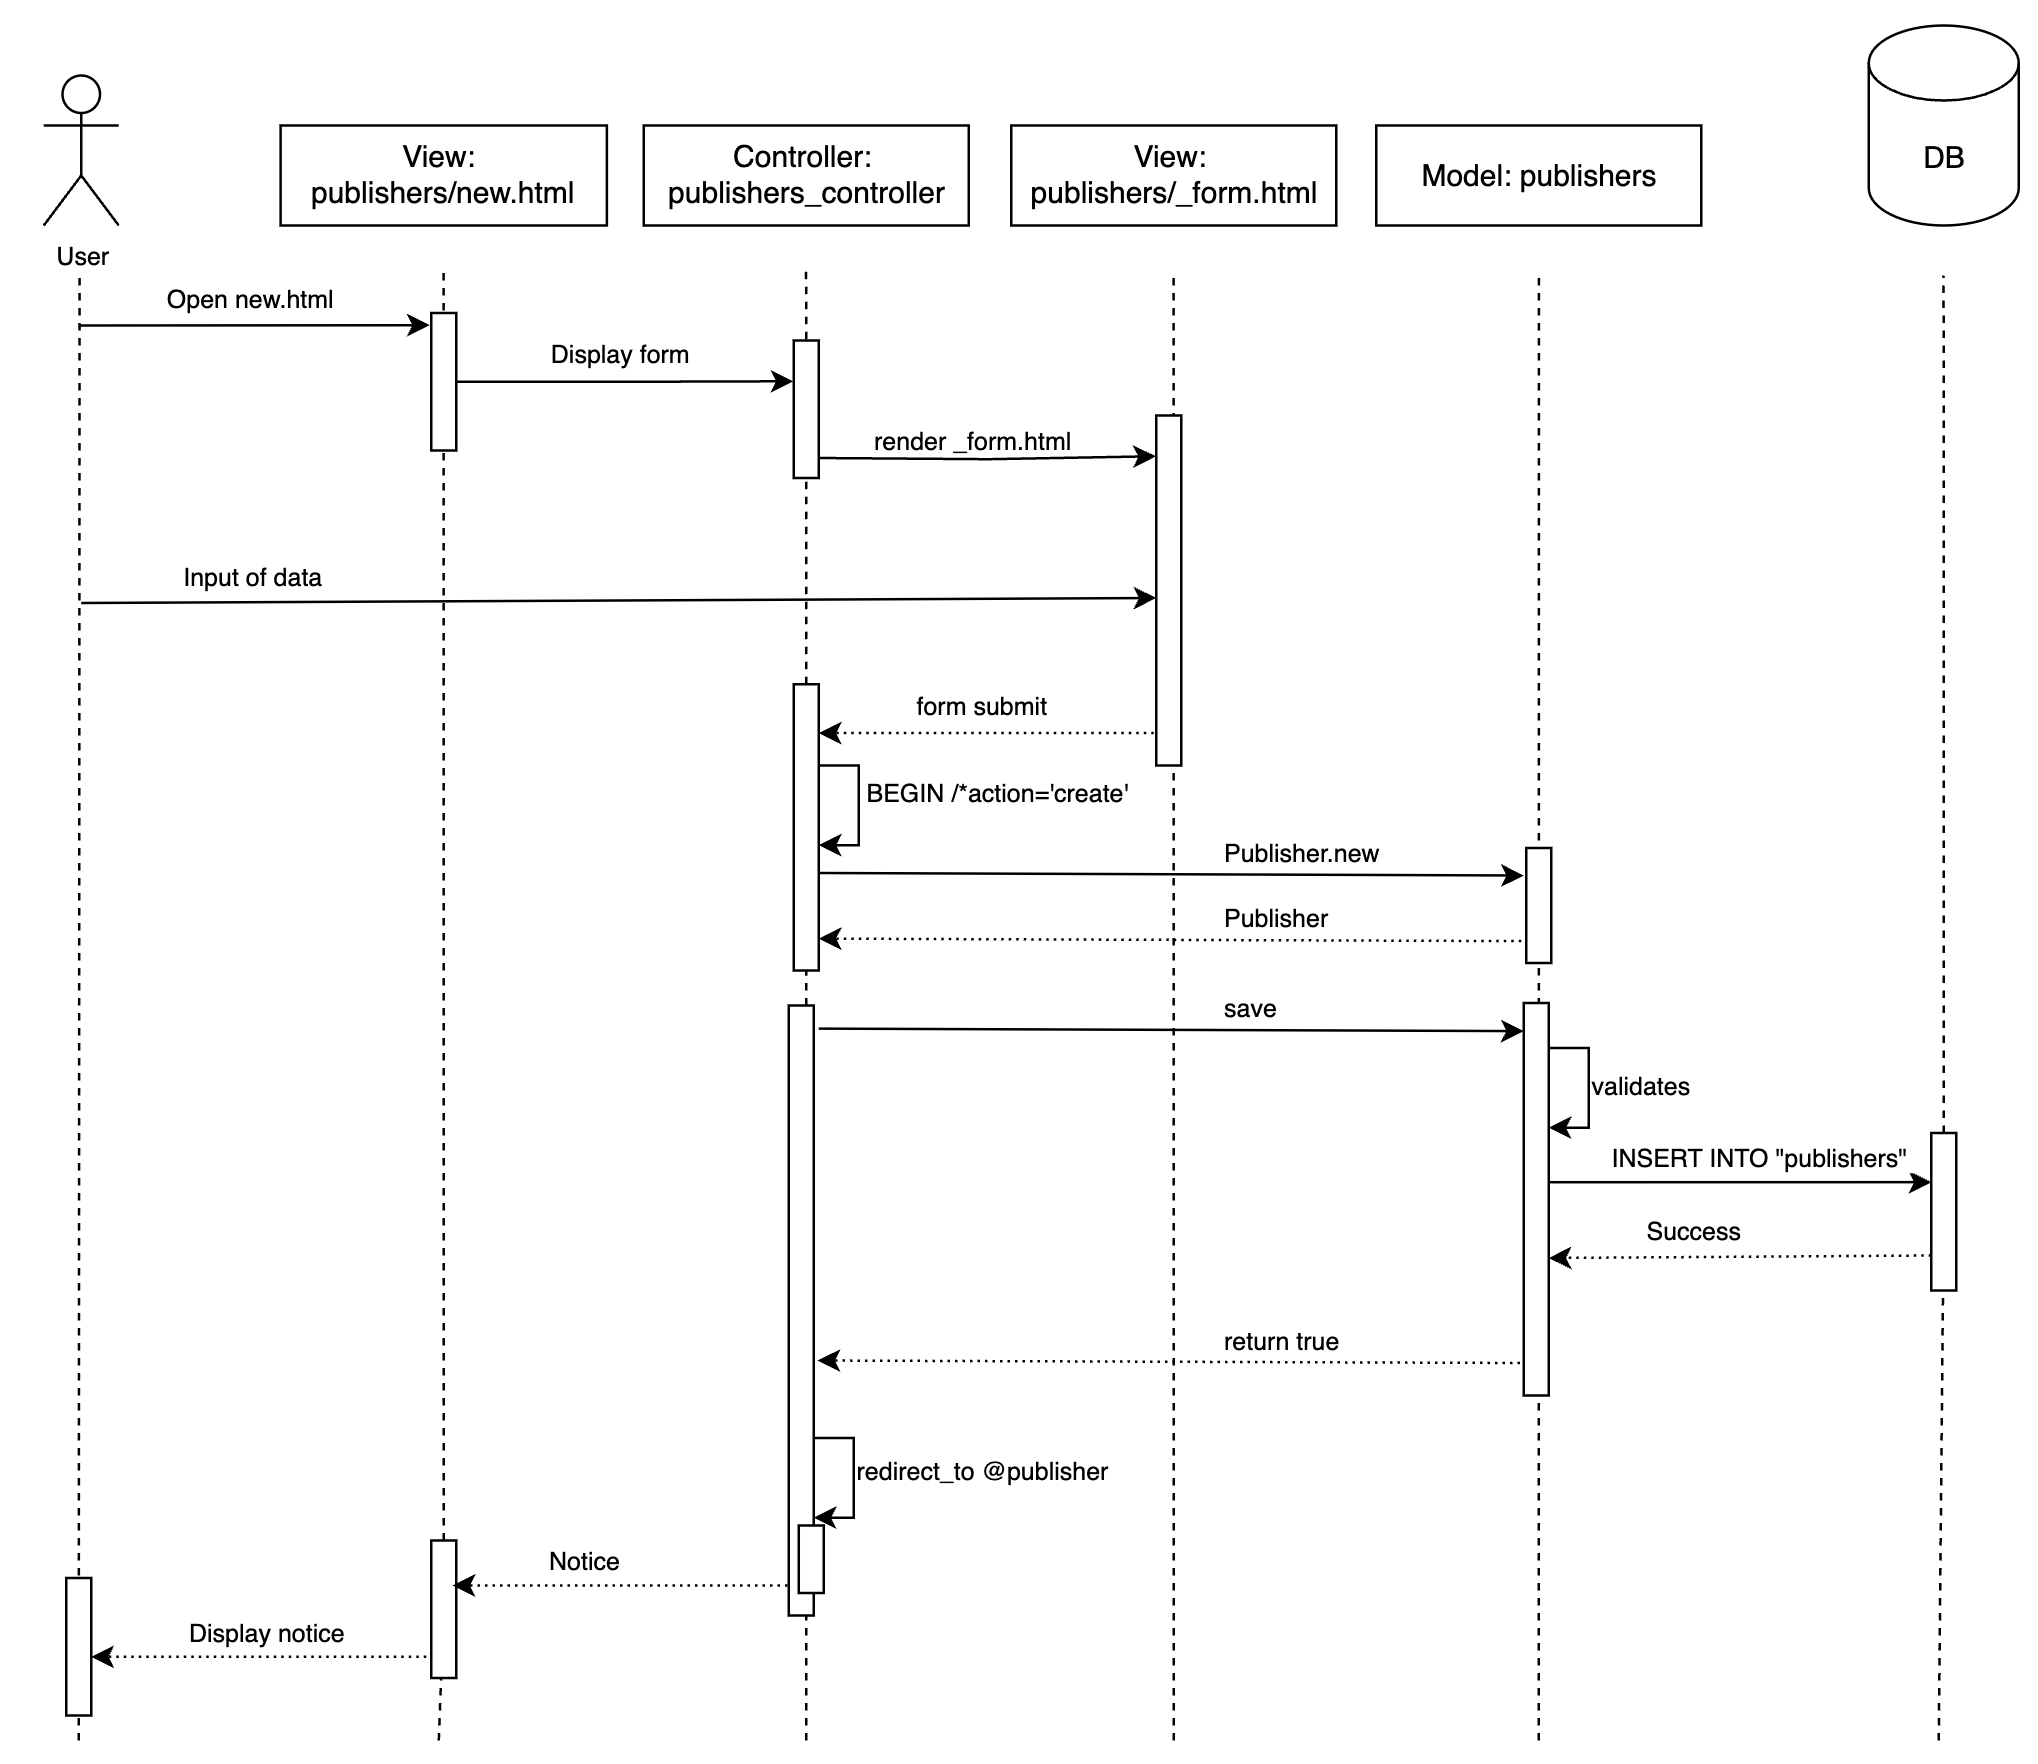 User
View:
publishers/new.html
Controller:
publishers_controller
View:
publishers/_form.html
Model: publishers
DB
Open new.html
Display form
render _form.html
Input of data
form submit
BEGIN /*action='create'
Publisher.new
Publisher
save
validates
INSERT INTO "publishers"
Success
return true
redirect_to @publisher
Notice
Display notice